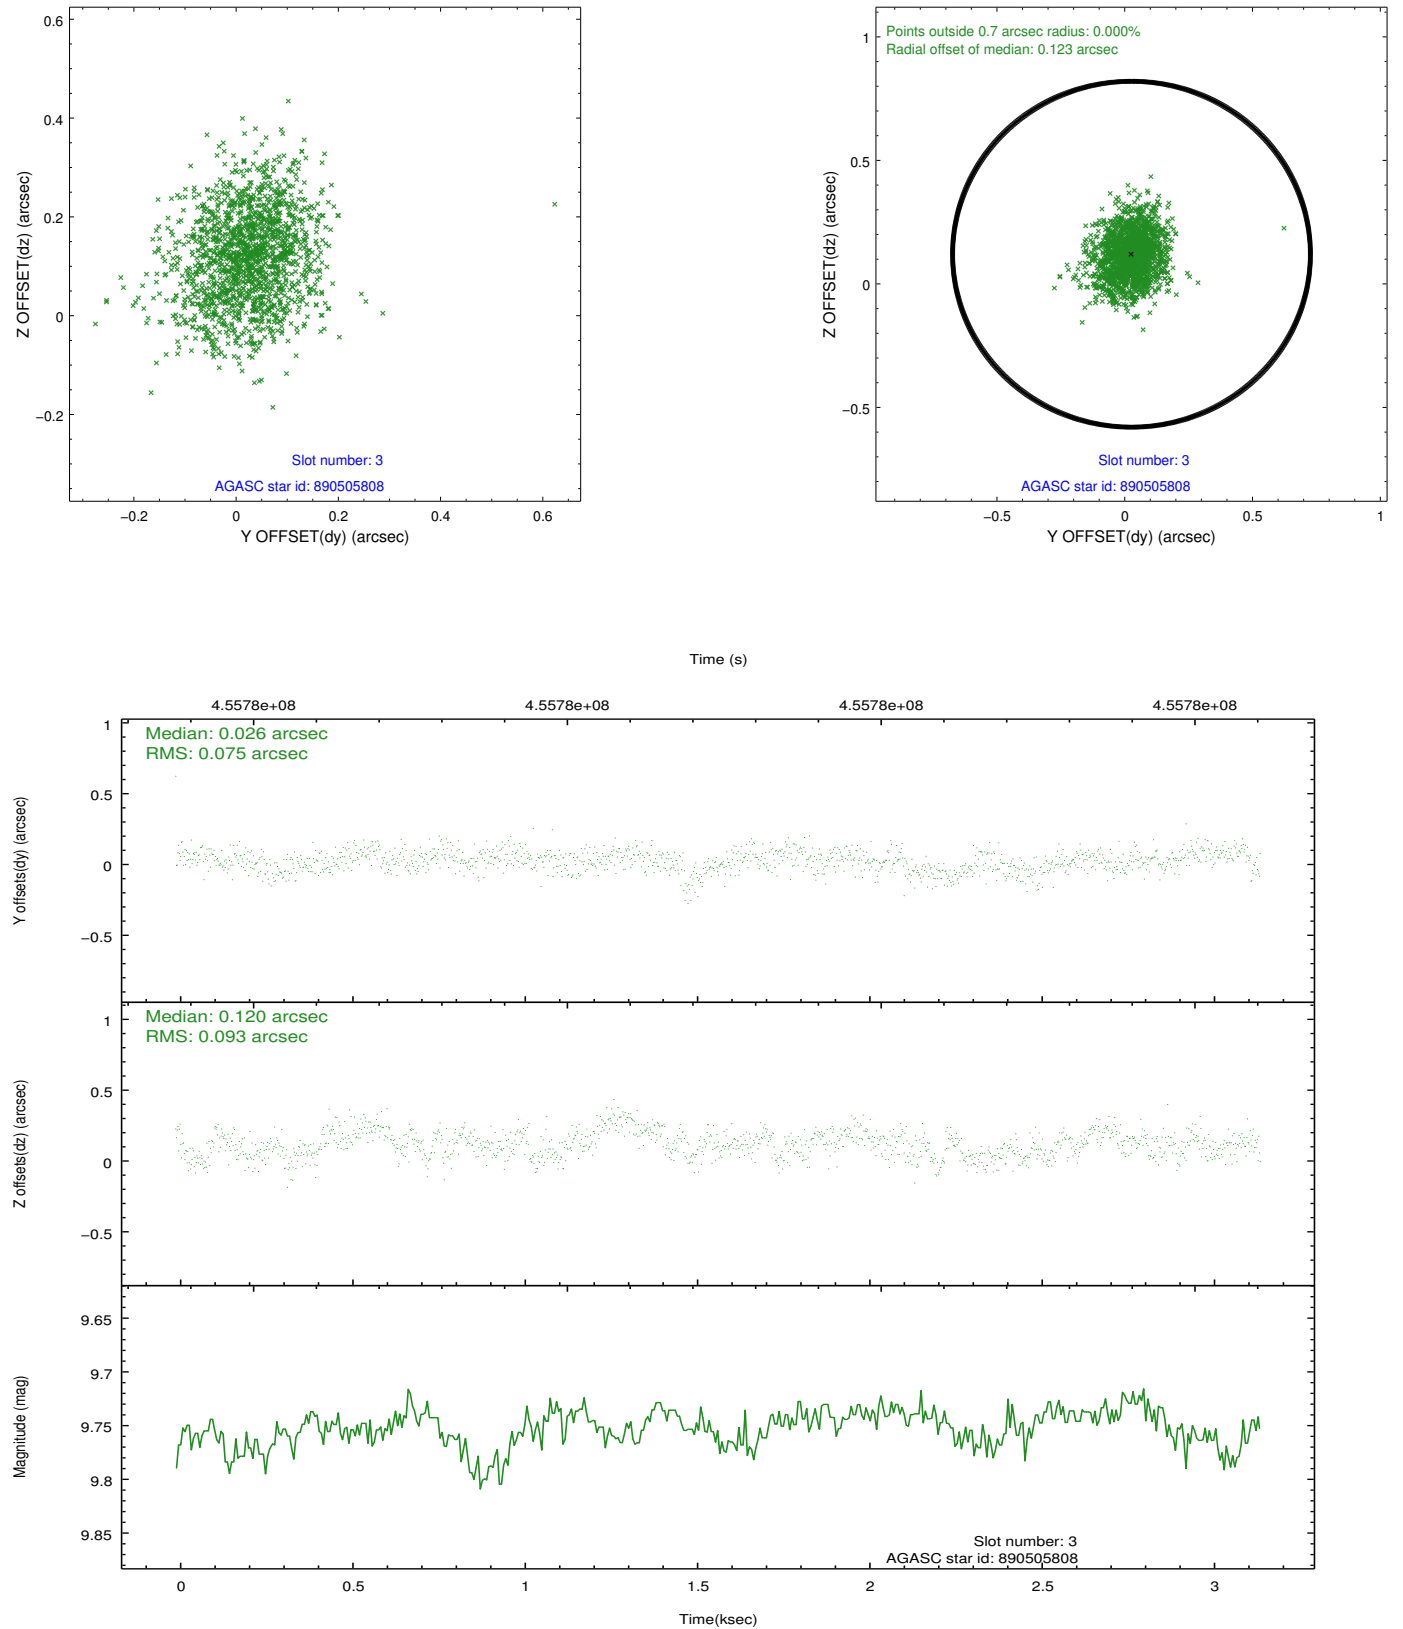 0.6
0.4
0.2
0
−0.2
Z OFFSET(dz) (arcsec)
Slot number: 3
AGASC star id: 890505808
−0.2 0 0.2 0.4 0.6
Y OFFSET(dy) (arcsec)
Points outside 0.7 arcsec radius: 0.000%
Radial offset of median: 0.123 arcsec
1
0.5
0
−0.5
Z OFFSET(dz) (arcsec)
Slot number: 3
AGASC star id: 890505808
−0.5 0 0.5 1
Y OFFSET(dy) (arcsec)
Time (s)
4.5578e+08 4.5578e+08 4.5578e+08 4.5578e+08
Median: 0.026 arcsec
RMS: 0.075 arcsec
1
0.5
0
−0.5
Y offsets(dy) (arcsec)
Median: 0.120 arcsec
RMS: 0.093 arcsec
1
0.5
0
−0.5
Z offsets(dz) (arcsec)
9.65
9.7
9.75
9.8
9.85
Magnitude (mag)
Slot number: 3
AGASC star id: 890505808
0 0.5 1 1.5 2 2.5 3
Time(ksec)